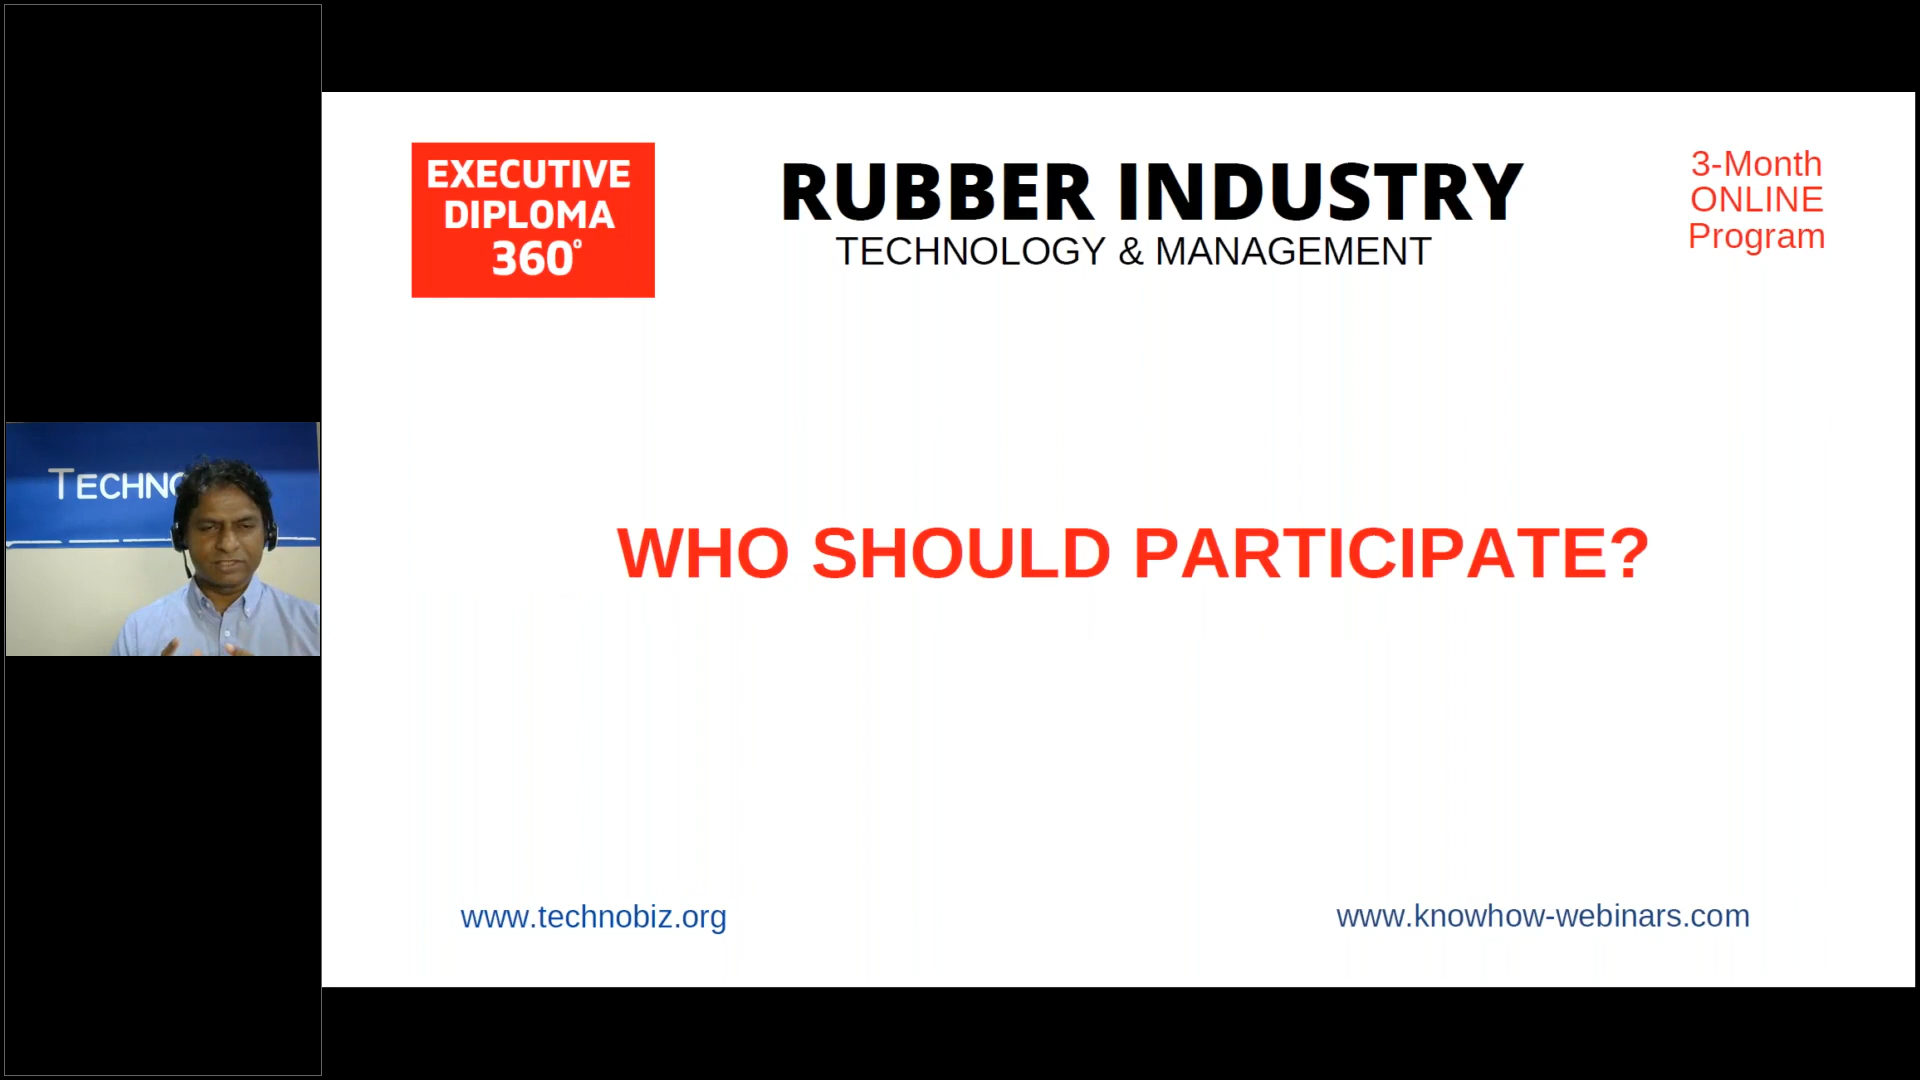 EXECUTIVE
DIPLOMA
360°
RUBBER INDUSTRY
TECHNOLOGY & MANAGEMENT
3-Month
ONLINE
Program
TECHNO
WHO SHOULD PARTICIPATE?
www.technobiz.org
www.knowhow-webinars.com